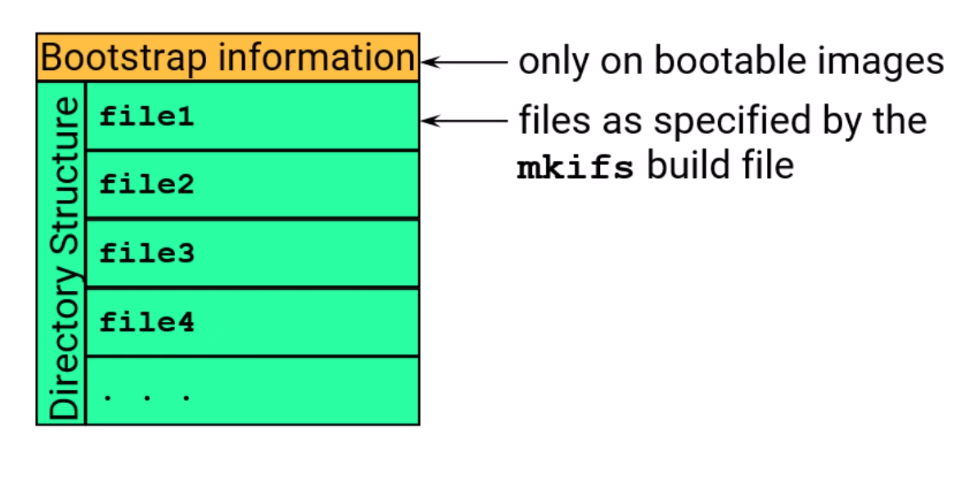 Bootstrap information
only on bootable images
Directory Structure
file1
files as specified by the
mkifs build file
file2
file3
file4
. . .